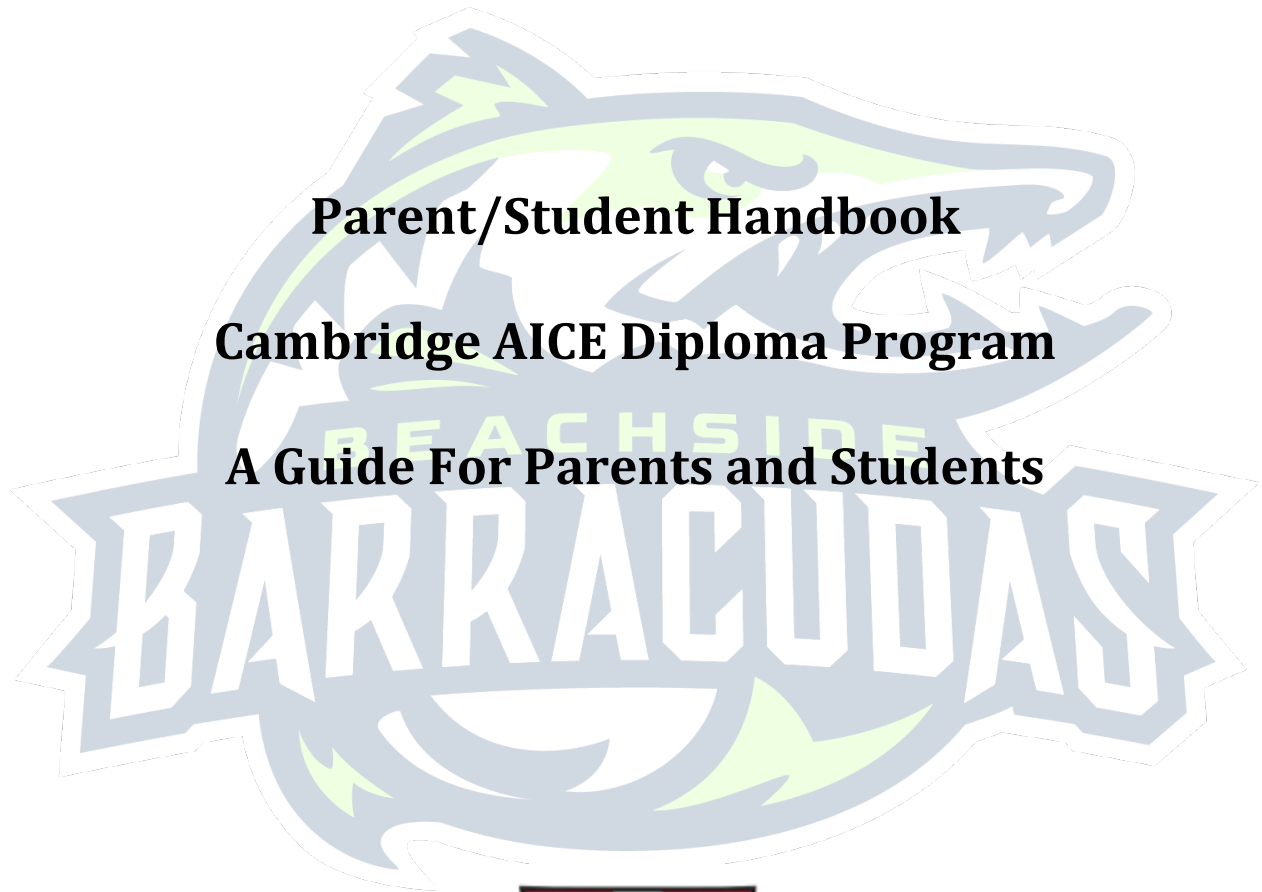 Parent/Student Handbook
Cambridge AICE Diploma Program
BEACHSIDE
A Guide For Parents and Students
BARRACUDAS